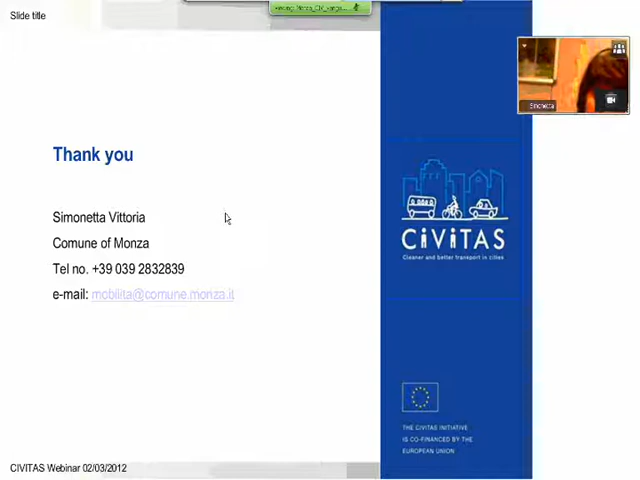 Slide title
Thank you
Simonetta Vittoria
Comune of Monza
Tel no. +39 039 2832839
e-mail: mobilita@comune.monza.it
CIVITAS Webinar 02/03/2012
Simonetta
CiViTAS
Cleaner and better transport in cities
THE CIVITAS INITIATIVE
IS CO-FINANCED BY THE
EUROPEAN UNION